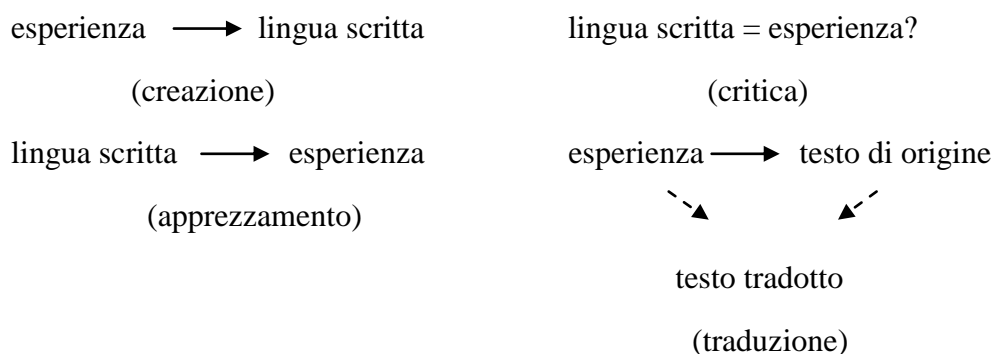 esperienza lingua scritta
(creazione)
lingua scritta esperienza
(apprezzamento)
lingua scritta = esperienza?
(critica)
esperienza testo di origine
testo tradotto
(traduzione)